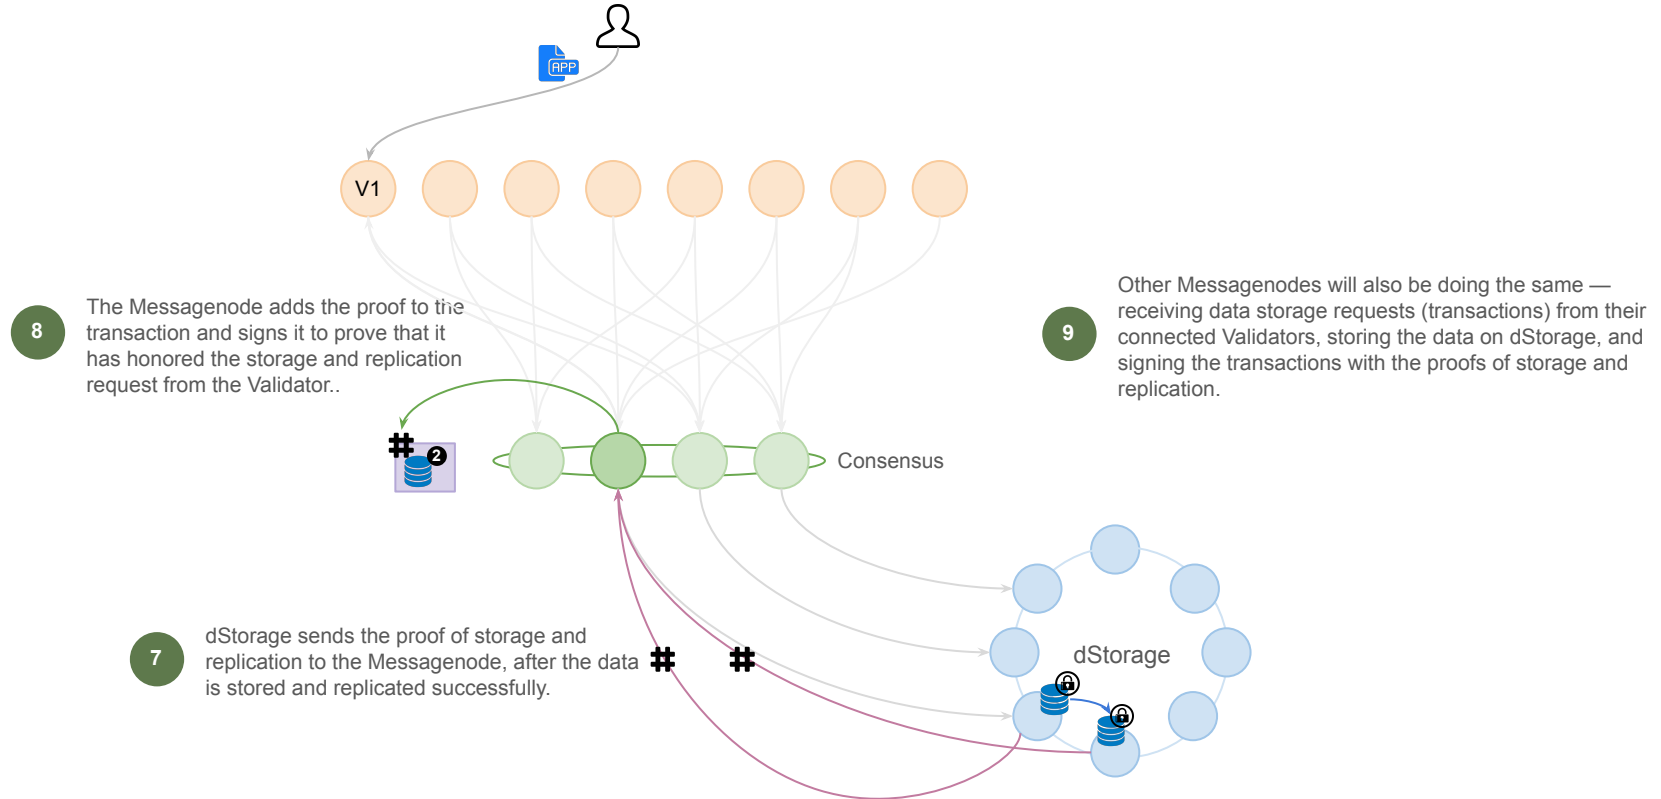 APP
V1
8
The Messagenode adds the proof to the
transaction and signs it to prove that it
has honored the storage and replication
request from the Validator..
9
Other Messagenodes will also be doing the same —
receiving data storage requests (transactions) from their
connected Validators, storing the data on dStorage, and
signing the transactions with the proofs of storage and
replication.
#
2
Consensus
7
dStorage sends the proof of storage and
replication to the Messagenode, after the data
is stored and replicated successfully.
# #
dStorage